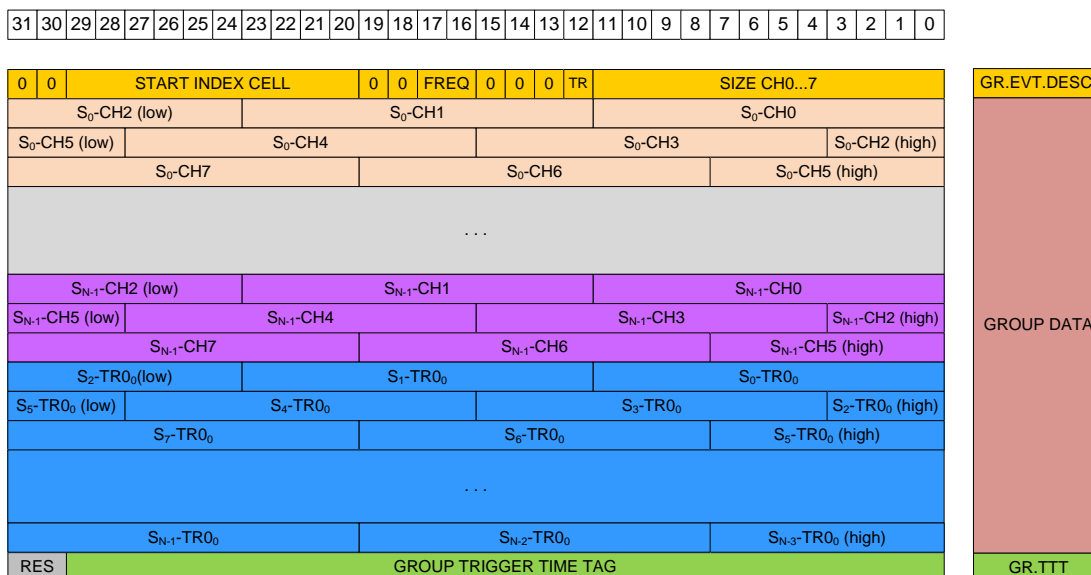 31 30 29 28 27 26 25 24 23 22 21 20 19 18 17 16 15 14 13 12 11 10 9 8 7 6 5 4 3 2 1 0
0 0 START INDEX CELL 0 0 FREQ 0 0 0 TR SIZE CH0...7 GR.EVT.DESC
S0-CH2 (low) S0-CH1 S0-CH0
S0-CH5 (low) S0-CH4 S0-CH3 S0-CH2 (high)
S0-CH7 S0-CH6 S0-CH5 (high)
. . .
SN-1-CH2 (low) SN-1-CH1 SN-1-CH0
SN-1-CH5 (low) SN-1-CH4 SN-1-CH3 SN-1-CH2 (high)
GROUP DATA
SN-1-CH7 SN-1-CH6 SN-1-CH5 (high)
S2-TR00(low) S1-TR00 S0-TR00
S5-TR00 (low) S4-TR00 S3-TR00 S2-TR00 (high)
S7-TR00 S6-TR00 S5-TR00 (high)
. . .
SN-1-TR00 SN-2-TR00 SN-3-TR00 (high)
RES GROUP TRIGGER TIME TAG GR.TTT